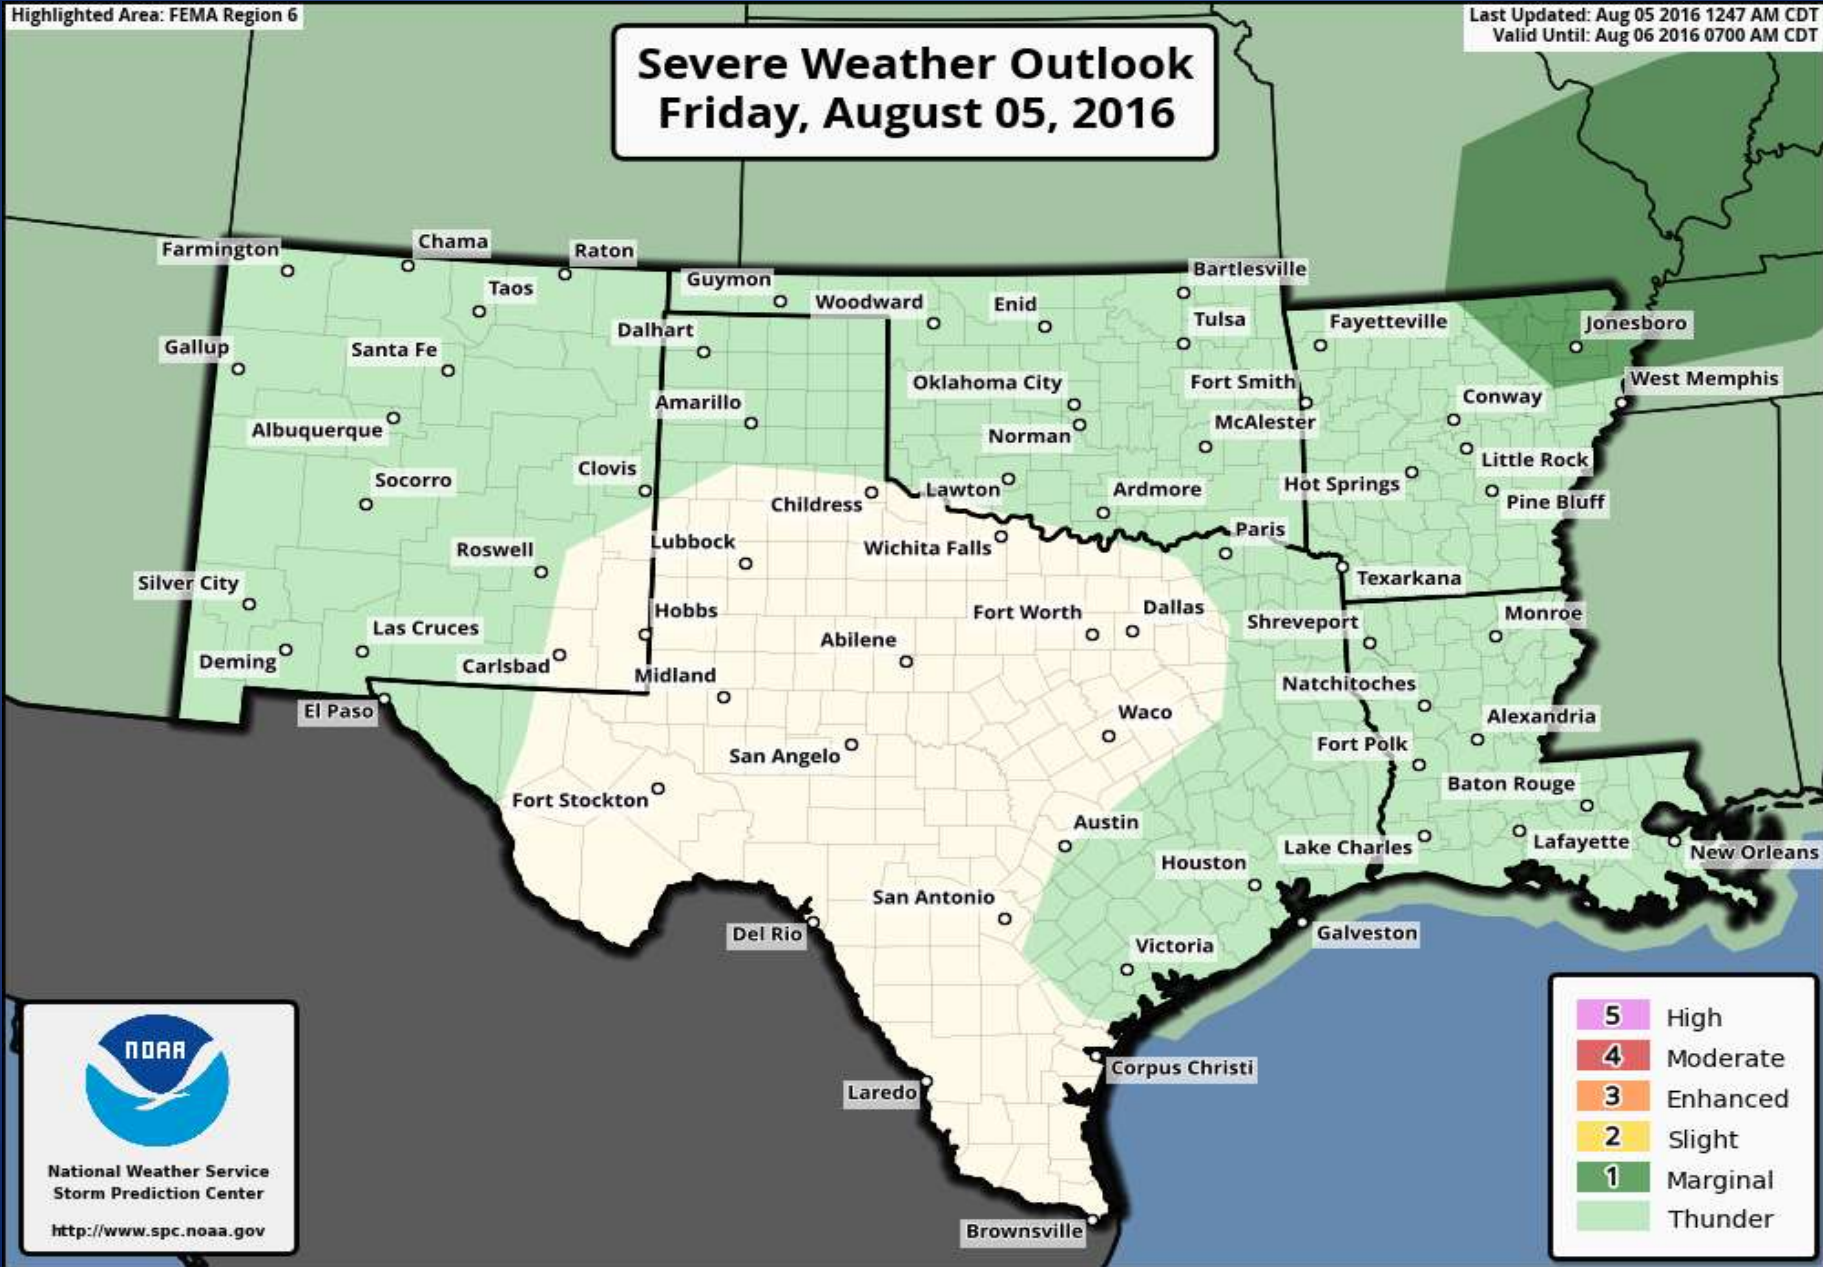 Highlighted Area: FEMA Region 6
Last Updated: Aug 05 2016 1247 AM CDT
Valid Until: Aug 06 2016 0700 AM CDT
Severe Weather Outlook
Friday, August 05, 2016
Farmington
Chama
Raton
Taos
Guymon
Woodward
Enid
Bartlesville
Tulsa
Fayetteville
Jonesboro
Gallup
Santa Fe
Dalhart
Oklahoma City
Fort Smith
West Memphis
Albuquerque
Amarillo
Norman
McAlester
Conway
Socorro
Clovis
Childress
Lawton
Ardmore
Hot Springs
Little Rock
Pine Bluff
Roswell
Lubbock
Wichita Falls
Paris
Texarkana
Silver City
Las Cruces
Hobbs
Fort Worth
Dallas
Shreveport
Monroe
Deming
Carlsbad
Midland
Abilene
Natchitoches
El Paso
San Angelo
Waco
Fort Polk
Alexandria
Fort Stockton
Austin
Baton Rouge
Houston
Lake Charles
Lafayette
New Orleans
San Antonio
Del Rio
Victoria
Galveston
Laredo
Corpus Christi
Brownsville
NOAA
National Weather Service
Storm Prediction Center
http://www.spc.noaa.gov
5 High
4 Moderate
3 Enhanced
2 Slight
1 Marginal
Thunder